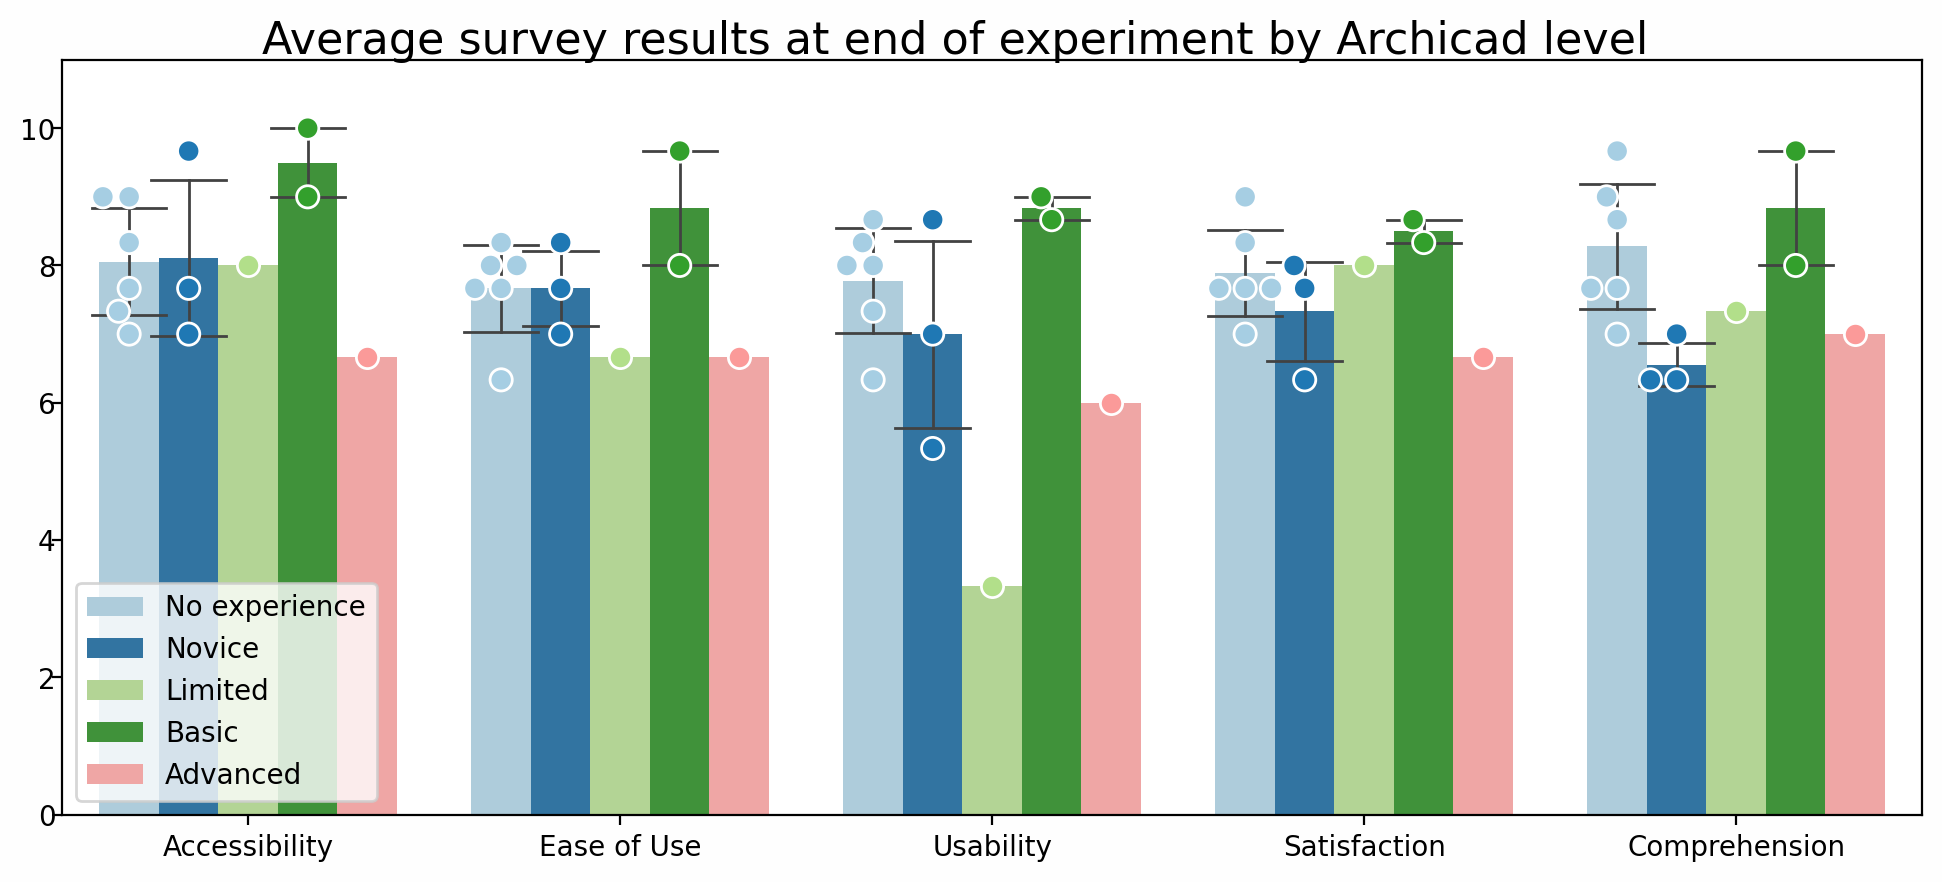 Average survey results at end of experiment by Archicad level
10
8
6
4
2
0
No experience
Novice
Limited
Basic
Advanced
Accessibility
Ease of Use
Usability
Satisfaction
Comprehension